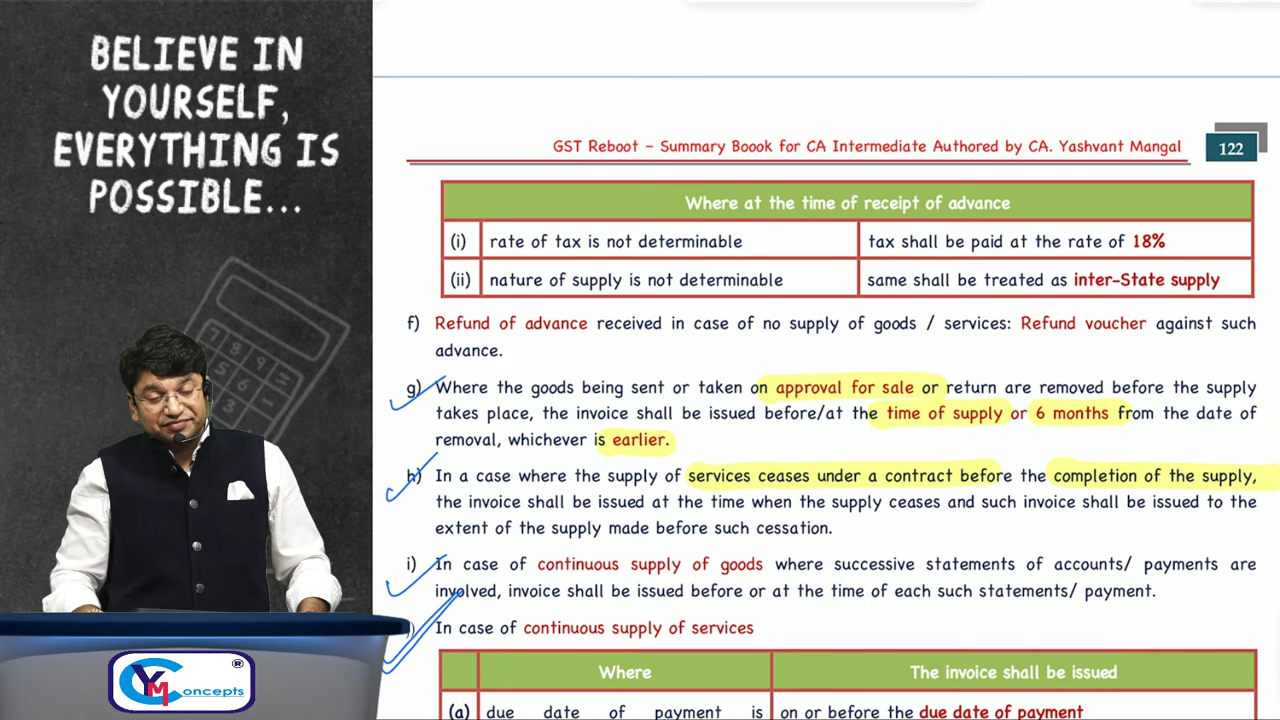 BELIEVE IN
YOURSELF,
EVERYTHING IS
POSSIBLE...
GST Reboot – Summary Boook for CA Intermediate Authored by CA. Yashvant Mangal
122
Where at the time of receipt of advance
(i) rate of tax is not determinable tax shall be paid at the rate of 18%
(ii) nature of supply is not determinable same shall be treated as inter-State supply
f) Refund of advance received in case of no supply of goods / services: Refund voucher against such
advance.
g) Where the goods being sent or taken on approval for sale or return are removed before the supply
takes place, the invoice shall be issued before/at the time of supply or 6 months from the date of
removal, whichever is earlier.
h) In a case where the supply of services ceases under a contract before the completion of the supply,
the invoice shall be issued at the time when the supply ceases and such invoice shall be issued to the
extent of the supply made before such cessation.
i) In case of continuous supply of goods where successive statements of accounts/ payments are
involved, invoice shall be issued before or at the time of each such statements/ payment.
In case of continuous supply of services
Where The invoice shall be issued
(a) due date of payment is on or before the due date of payment
CYM oncepts ®